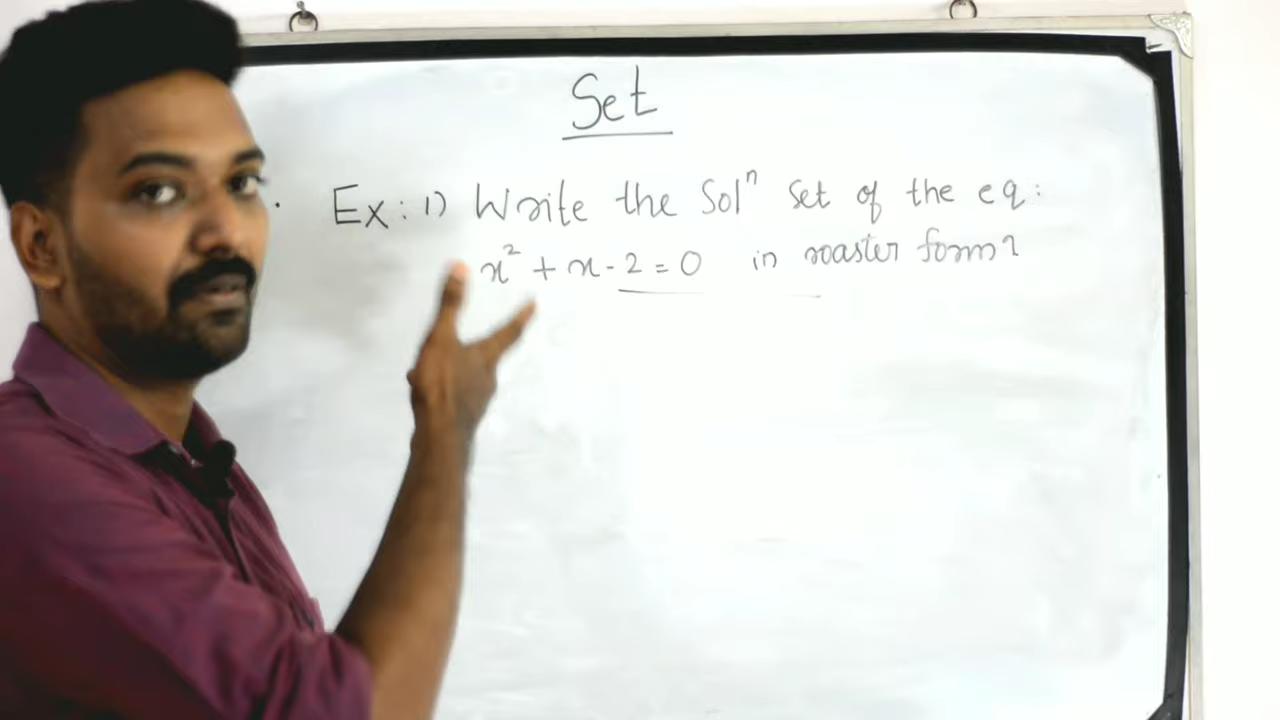 Set
Ex: 1) Write the Solⁿ Set of the eq:
x² + x - 2 = 0 in roaster form?